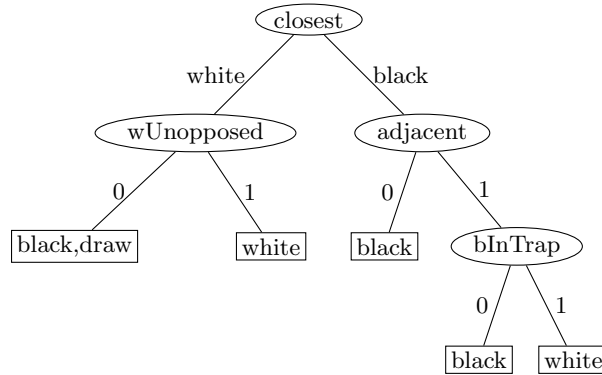 closest
white
black
wUnopposed
adjacent
0
1
0
1
black,draw
white
black
bInTrap
0
1
black
white